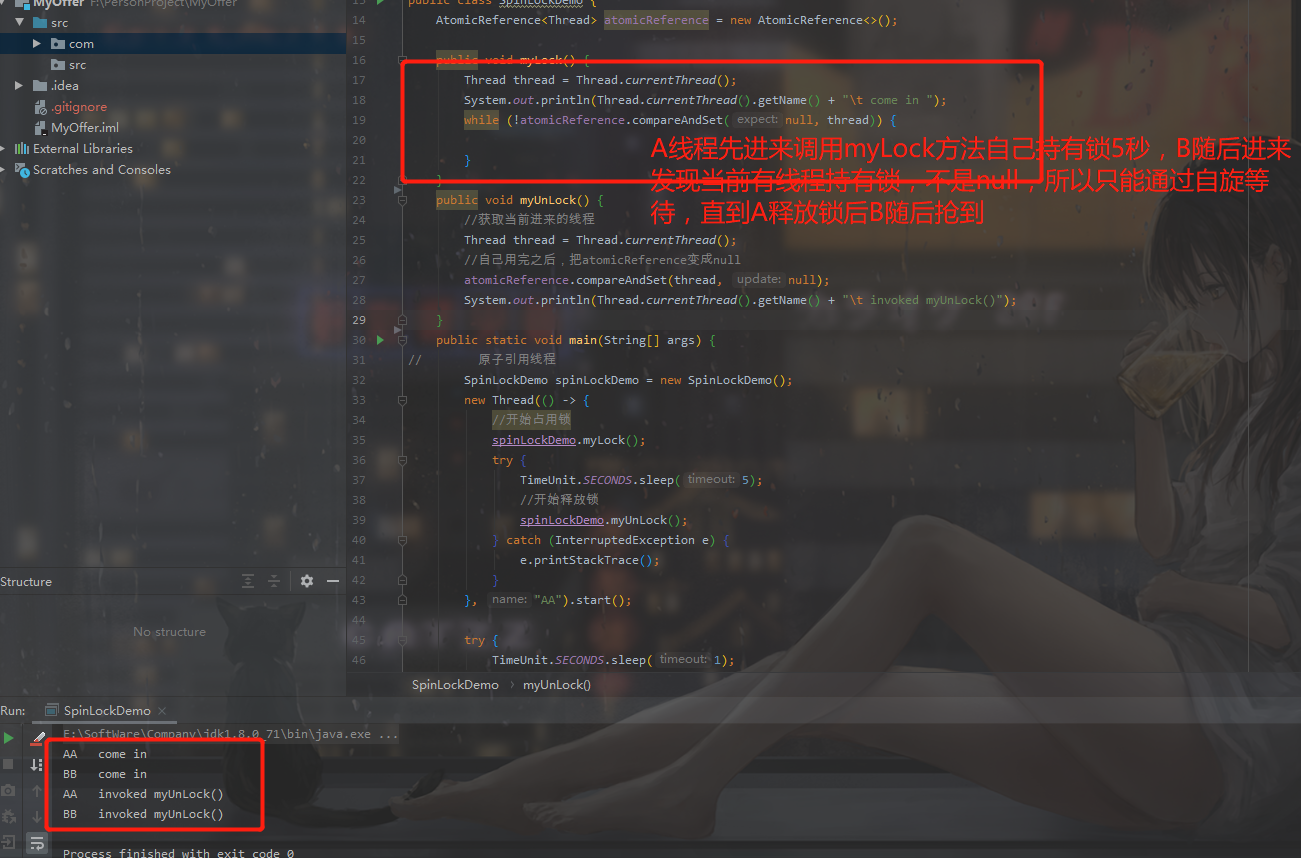 MyOffer F:\PersonProject\MyOffer
src
com
src
.idea
.gitignore
MyOffer.iml
External Libraries
Scratches and Consoles
13 public class SpinLockDemo {
14 AtomicReference<Thread> atomicReference = new AtomicReference<>();
15
16 public void myLock() {
17 Thread thread = Thread.currentThread();
18 System.out.println(Thread.currentThread().getName() + "\t come in ");
19 while (!atomicReference.compareAndSet( expect: null, thread)) {
20
21 }
22 }
A线程先进来调用myLock方法自己持有锁5秒，B随后进来
发现当前有线程持有锁，不是null，所以只能通过自旋等
待，直到A释放锁后B随后抢到
23 public void myUnLock() {
24 //获取当前进来的线程
25 Thread thread = Thread.currentThread();
26 //自己用完之后，把atomicReference变成null
27 atomicReference.compareAndSet(thread, update: null);
28 System.out.println(Thread.currentThread().getName() + "\t invoked myUnLock()");
29 }
30 public static void main(String[] args) {
31 // 原子引用线程
32 SpinLockDemo spinLockDemo = new SpinLockDemo();
33 new Thread(() -> {
34 //开始占用锁
35 spinLockDemo.myLock();
36 try {
37 TimeUnit.SECONDS.sleep( timeout: 5);
38 //开始释放锁
39 spinLockDemo.myUnLock();
40 } catch (InterruptedException e) {
41 e.printStackTrace();
42 }
43 }, name: "AA").start();
44
45 try {
46 TimeUnit.SECONDS.sleep( timeout: 1);
Structure
No structure
SpinLockDemo › myUnLock()
Run: SpinLockDemo ×
E:\SoftWare\Company\jdk1.8.0_71\bin\java.exe ...
AA come in
BB come in
AA invoked myUnLock()
BB invoked myUnLock()
Process finished with exit code 0